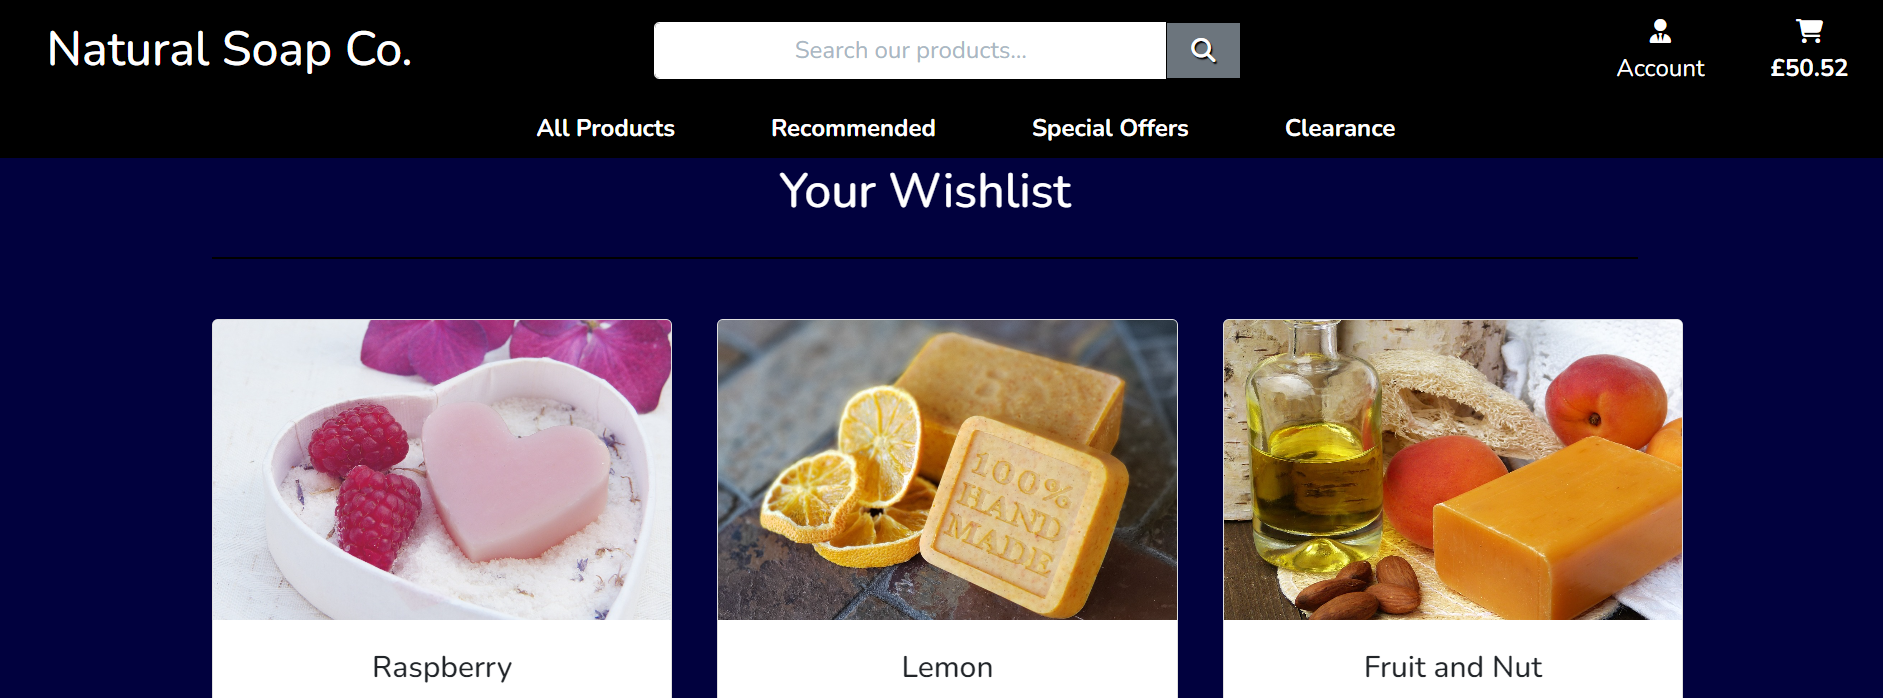 Natural Soap Co.
Search our products...
Account
£50.52
All Products
Recommended
Special Offers
Clearance
Your Wishlist
100%
HAND
MADE
Raspberry
Lemon
Fruit and Nut